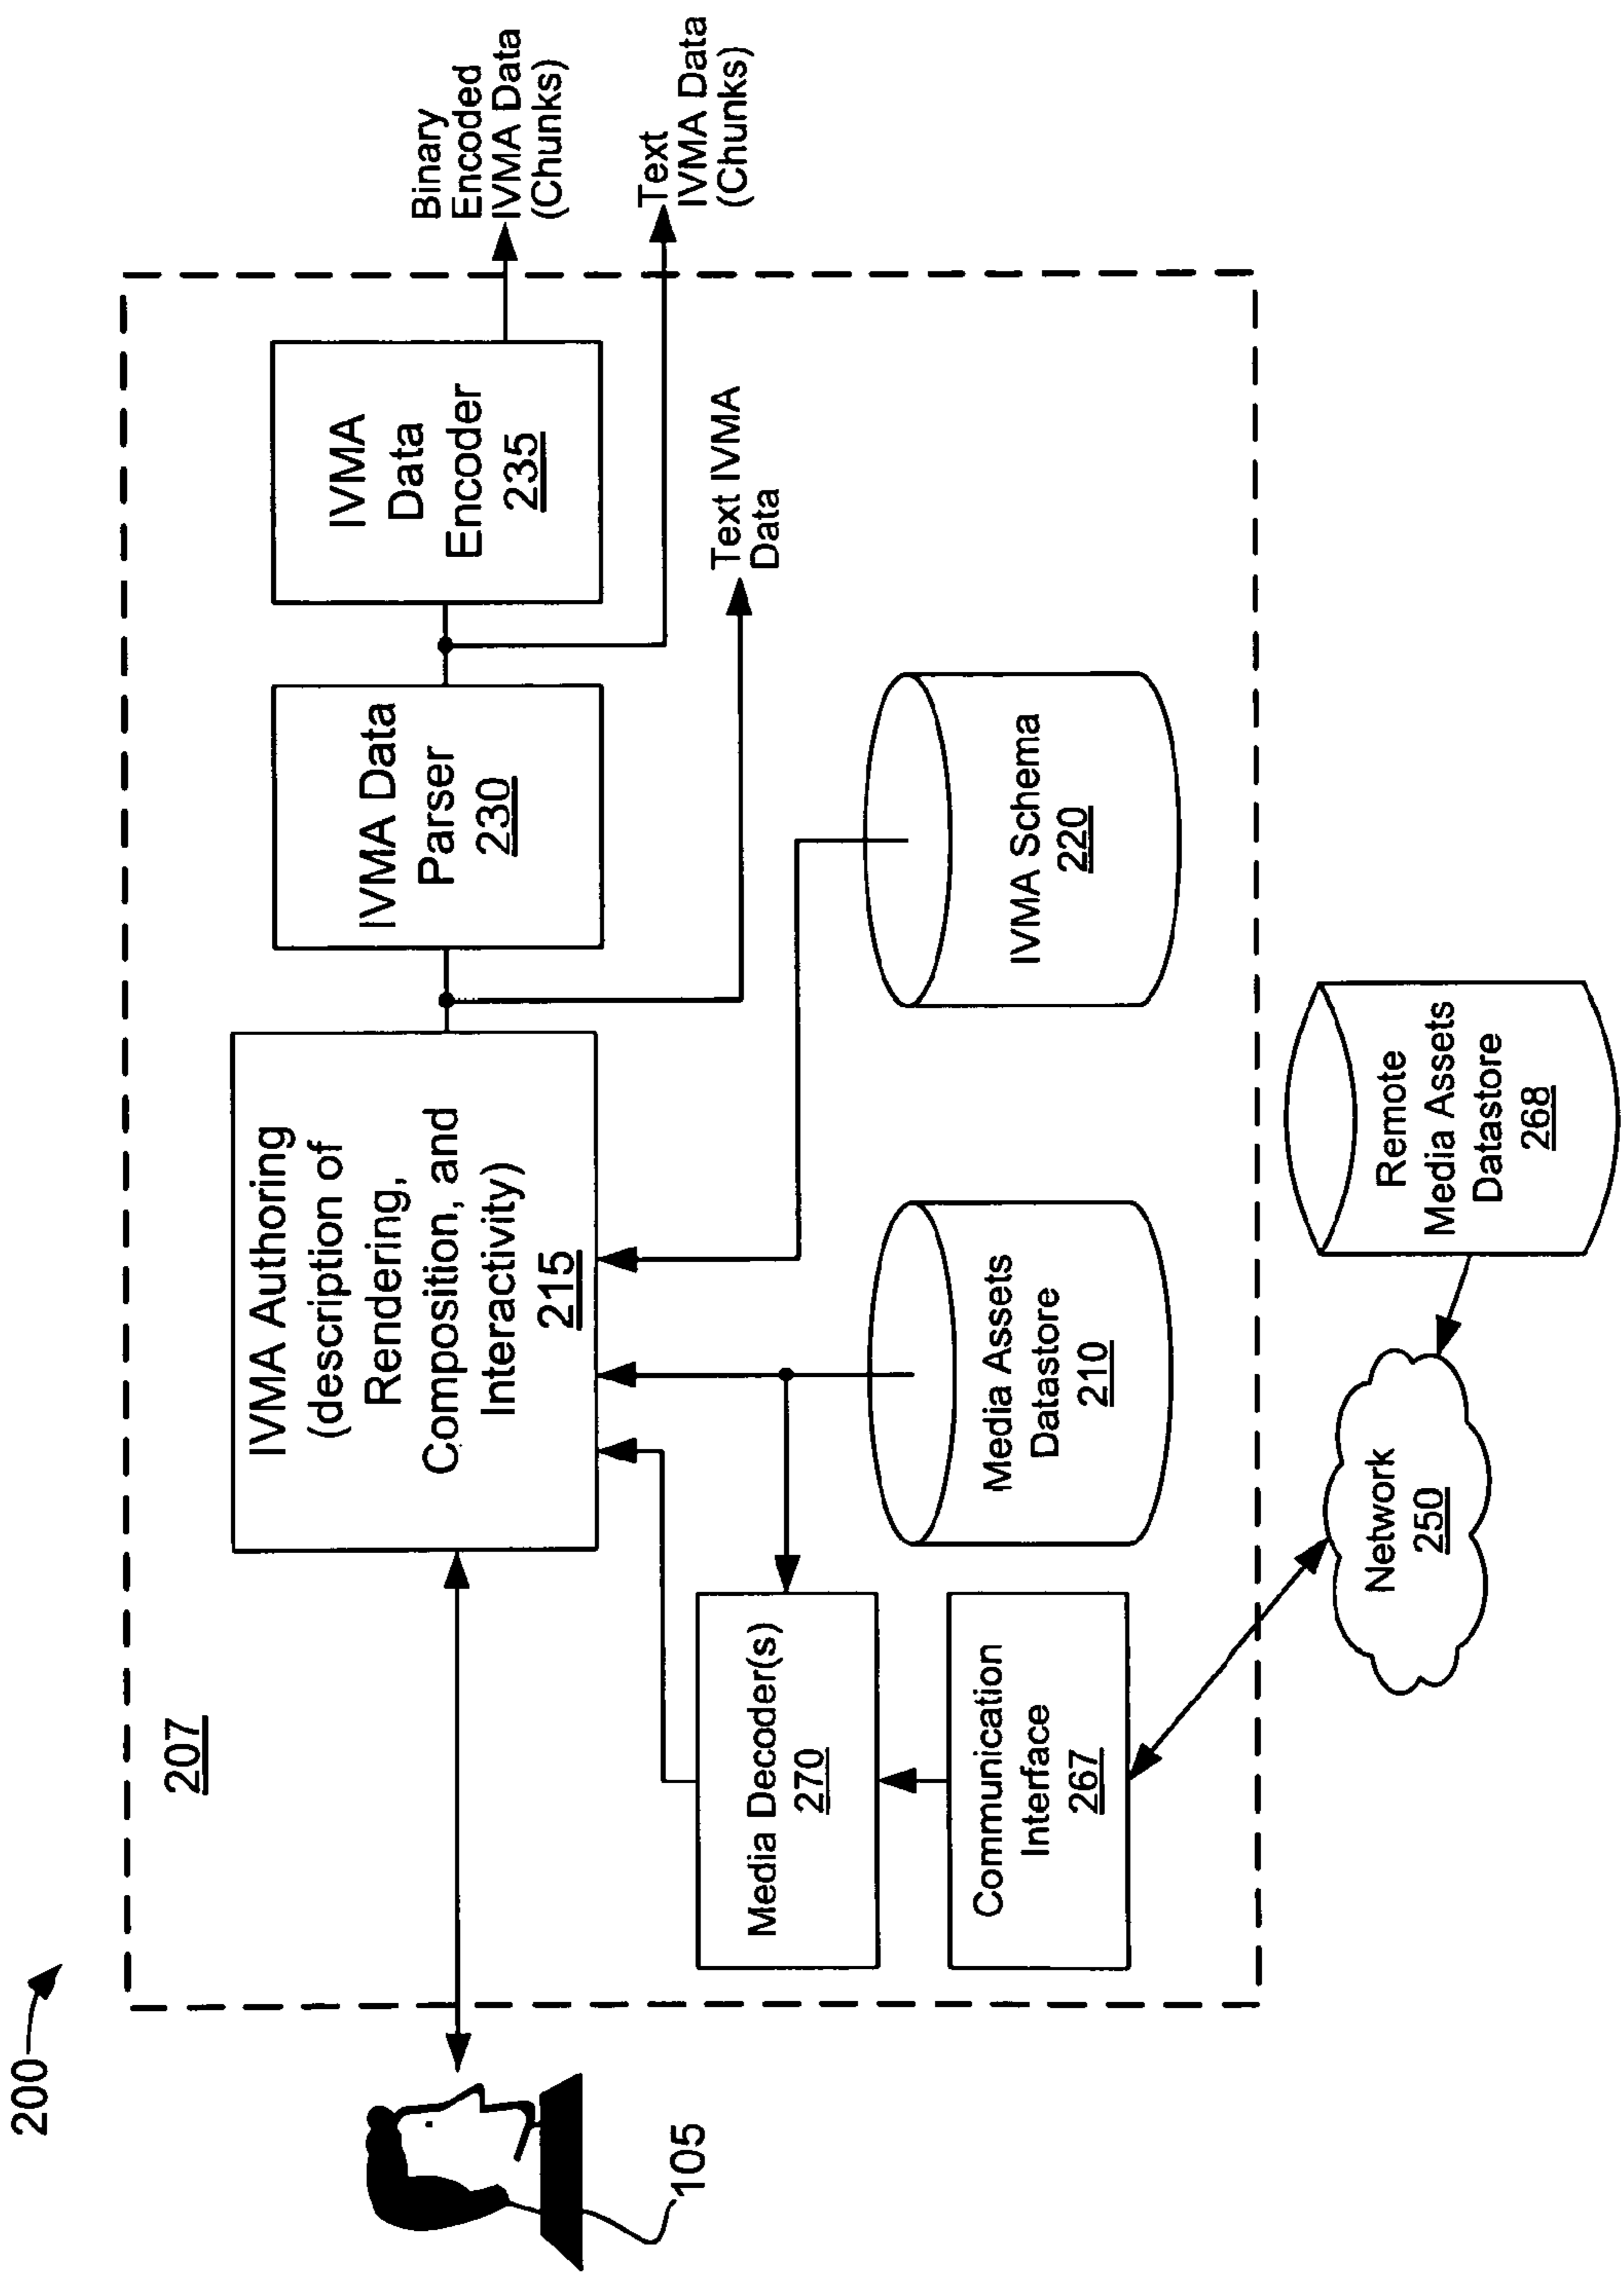 200
207
105
IVMA Authoring
(description of
Rendering,
Composition, and
Interactivity)
215
IVMA Data
Parser
230
IVMA
Data
Encoder
235
Binary
Encoded
IVMA Data
(Chunks)
Text
IVMA Data
(Chunks)
Text IVMA
Data
Media Decoder(s)
270
Communication
Interface
267
Media Assets
Datastore
210
IVMA Schema
220
Network
250
Remote
Media Assets
Datastore
268